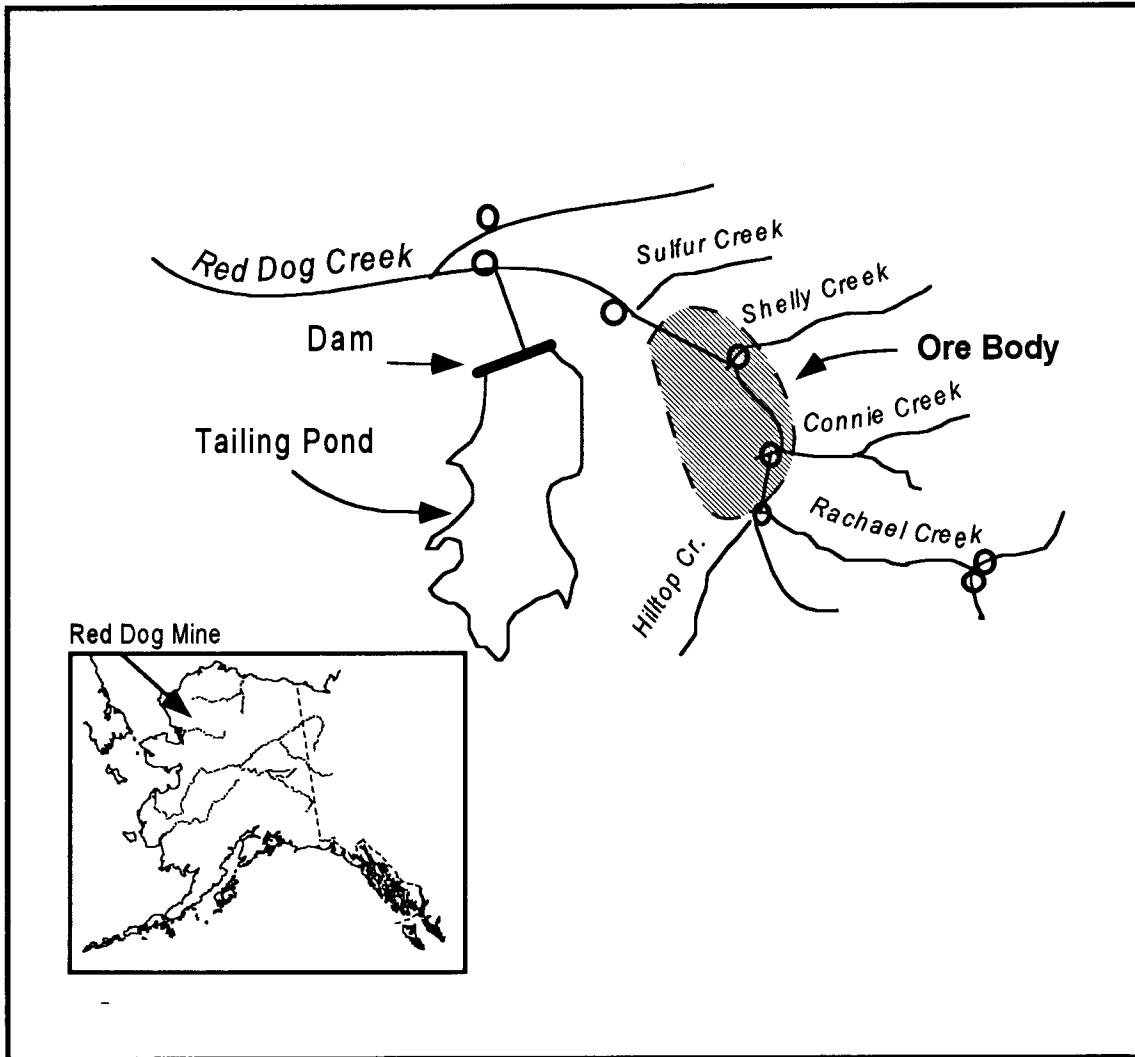 Red Dog Creek
Sulfur Creek
Shelly Creek
Dam
Ore Body
Connie Creek
Tailing Pond
Rachael Creek
Hilltop Cr.
Red Dog Mine